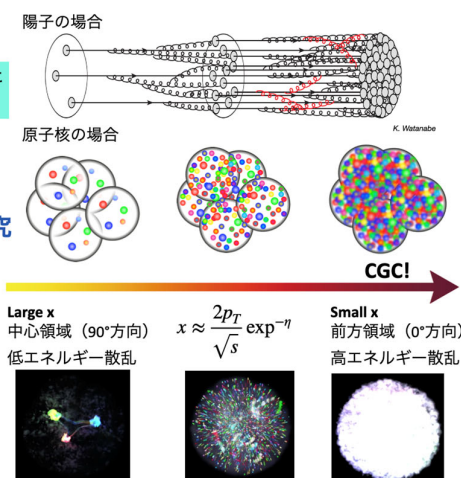 陽子の場合
と
K. Watanabe
原子核の場合
究
CGC!
Large x
中心領域（90°方向）
低エネルギー散乱
x ≈ 2p_T / √s exp^{-η}
Small x
前方領域（0°方向）
高エネルギー散乱